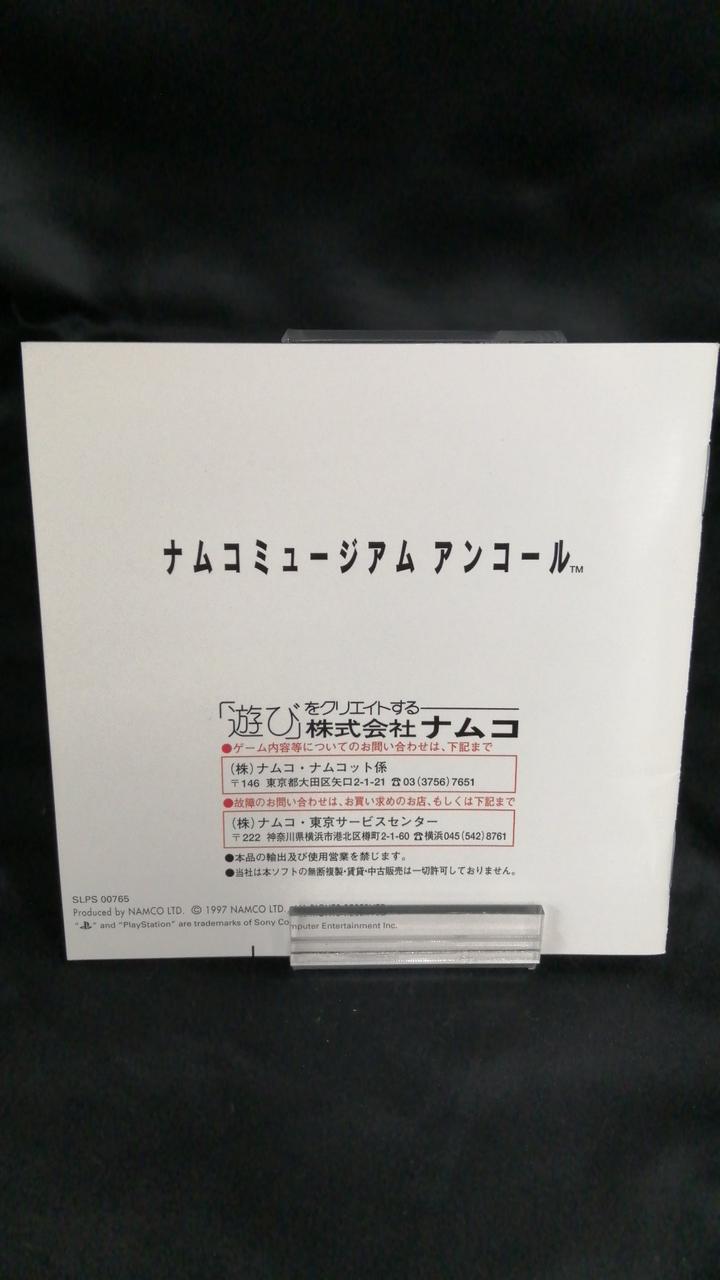 ナムコミュージアム アンコール™
「遊び」をクリエイトする
株式会社ナムコ
●ゲーム内容等についてのお問い合わせは、下記まで
(株)ナムコ・ナムコット係
〒146 東京都大田区矢口2-1-21 ☎03(3756)7651
●故障のお問い合わせは、お買い求めのお店、もしくは下記まで
(株)ナムコ・東京サービスセンター
〒222 神奈川県横浜市港北区樽町2-1-60 ☎横浜045(542)8761
●本品の輸出及び使用営業を禁じます。
●当社は本ソフトの無断複製・賃貸・中古販売は一切許可しておりません。
SLPS 00765
Produced by NAMCO LTD. © 1997 NAMCO LTD. ALL RIGHTS RESERVED
" " and "PlayStation" are trademarks of Sony Computer Entertainment Inc.